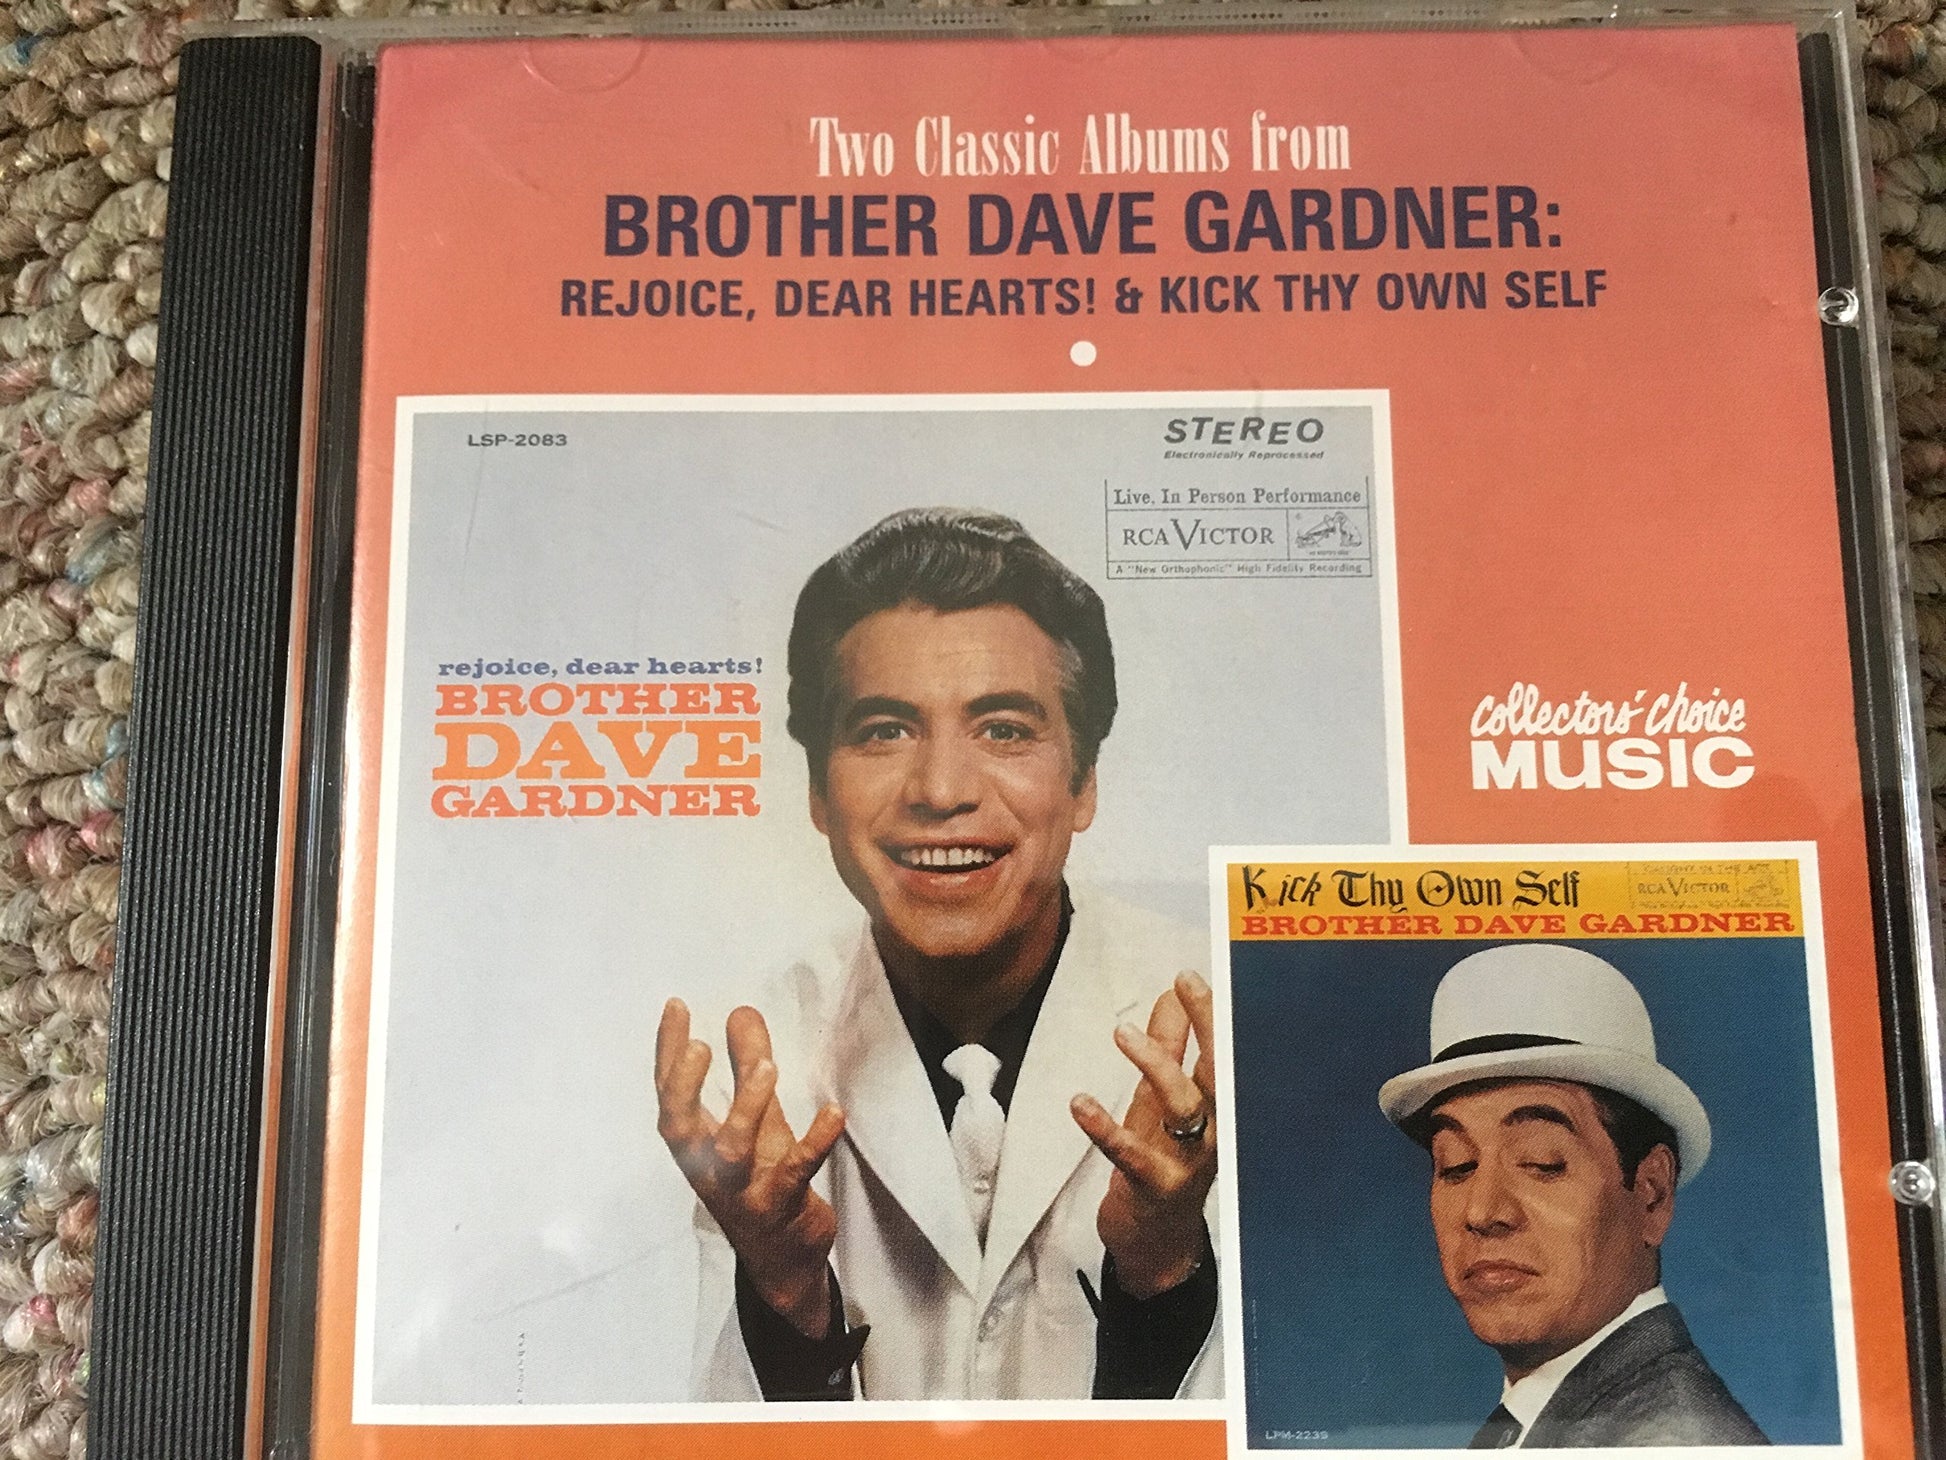 Two Classic Albums from
BROTHER DAVE GARDNER:
REJOICE, DEAR HEARTS! & KICK THY OWN SELF
LSP-2083
STEREO
Electronically Reprocessed
Live, In Person Performance
RCA VICTOR
A "New Orthophonic" High Fidelity Recording
rejoice, dear hearts!
BROTHER
DAVE
GARDNER
Collectors' Choice
MUSIC
Kick Thy Own Self
RCA VICTOR
BROTHER DAVE GARDNER
LPM-2239